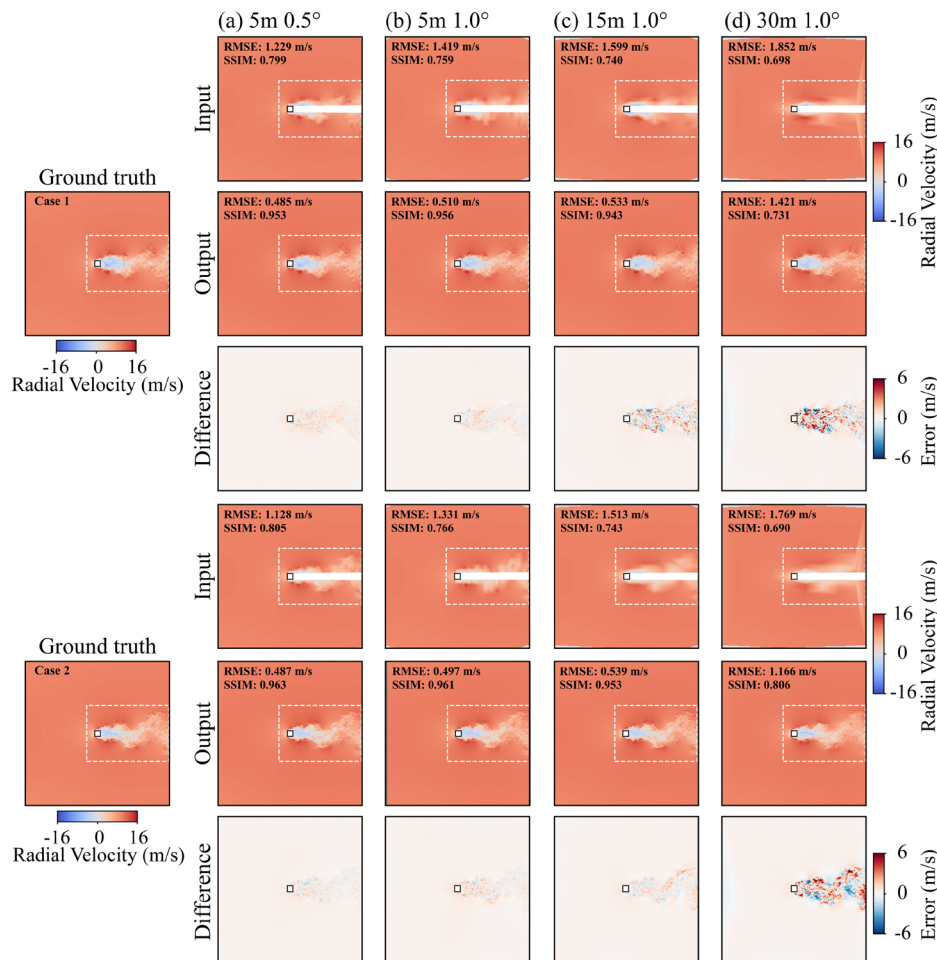 (a) 5m 0.5°
(b) 5m 1.0°
(c) 15m 1.0°
(d) 30m 1.0°
Input
RMSE: 1.229 m/s
SSIM: 0.799
RMSE: 1.419 m/s
SSIM: 0.759
RMSE: 1.599 m/s
SSIM: 0.740
RMSE: 1.852 m/s
SSIM: 0.698
16
0
-16
Radial Velocity (m/s)
Ground truth
Case 1
-16 0 16
Radial Velocity (m/s)
Output
RMSE: 0.485 m/s
SSIM: 0.953
RMSE: 0.510 m/s
SSIM: 0.956
RMSE: 0.533 m/s
SSIM: 0.943
RMSE: 1.421 m/s
SSIM: 0.731
Difference
6
0
-6
Error (m/s)
Input
RMSE: 1.128 m/s
SSIM: 0.805
RMSE: 1.331 m/s
SSIM: 0.766
RMSE: 1.513 m/s
SSIM: 0.743
RMSE: 1.769 m/s
SSIM: 0.690
16
0
-16
Radial Velocity (m/s)
Ground truth
Case 2
-16 0 16
Radial Velocity (m/s)
Output
RMSE: 0.487 m/s
SSIM: 0.963
RMSE: 0.497 m/s
SSIM: 0.961
RMSE: 0.539 m/s
SSIM: 0.953
RMSE: 1.166 m/s
SSIM: 0.806
Difference
6
0
-6
Error (m/s)